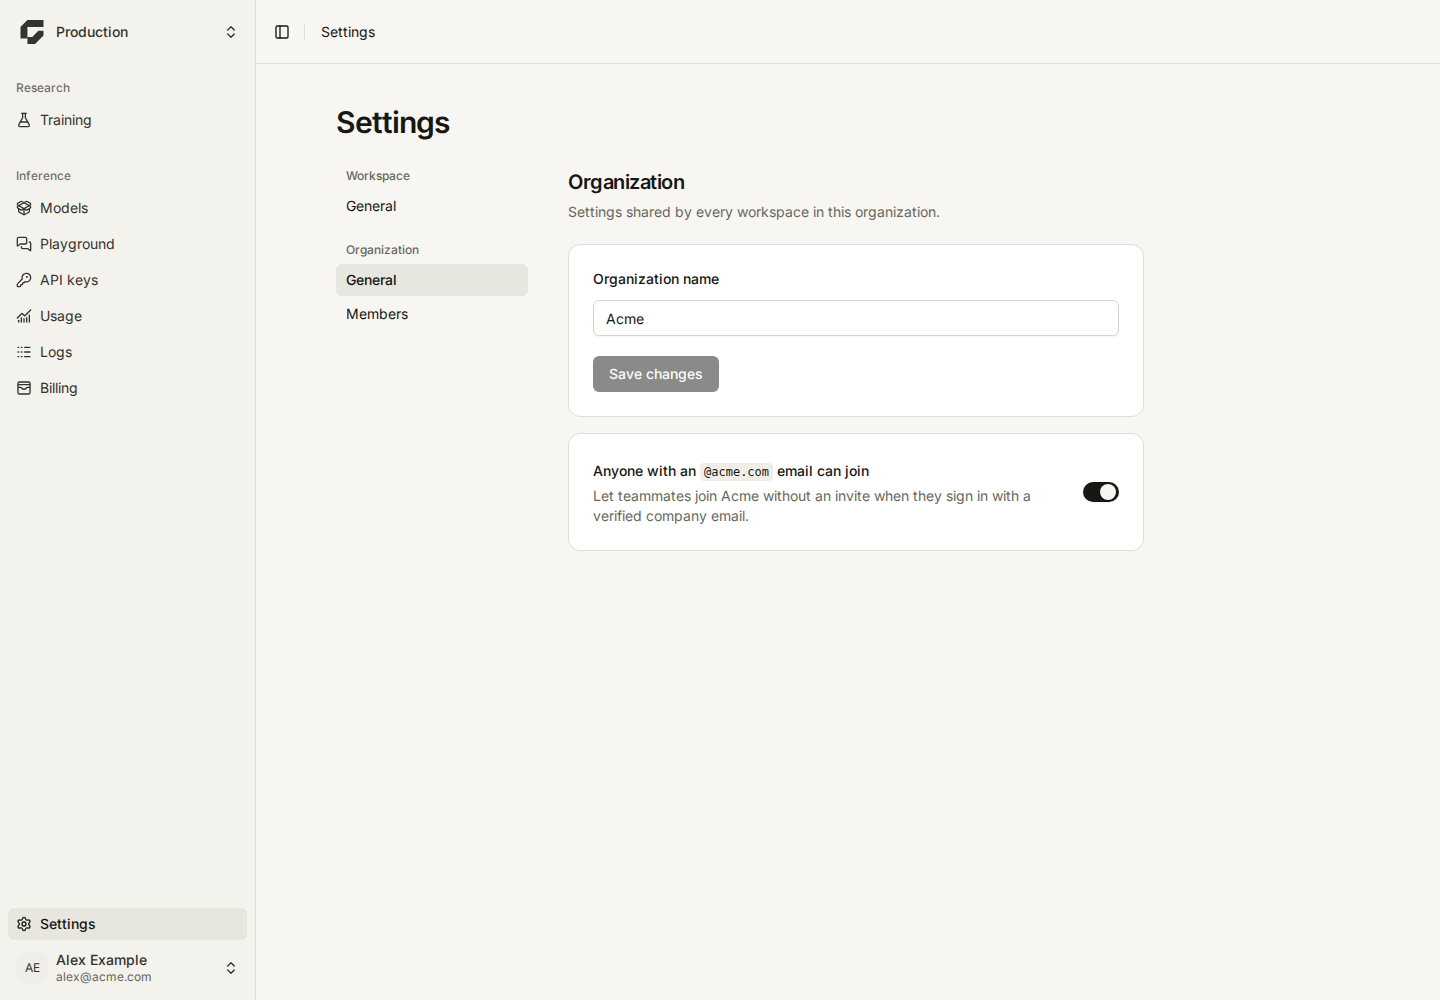 Production
Research
Training
Inference
Models
Playground
API keys
Usage
Logs
Billing
Settings
AE
Alex Example
alex@acme.com
Settings
Settings
Workspace
General
Organization
General
Members
Organization
Settings shared by every workspace in this organization.
Organization name
Acme
Save changes
Anyone with an @acme.com email can join
Let teammates join Acme without an invite when they sign in with a
verified company email.